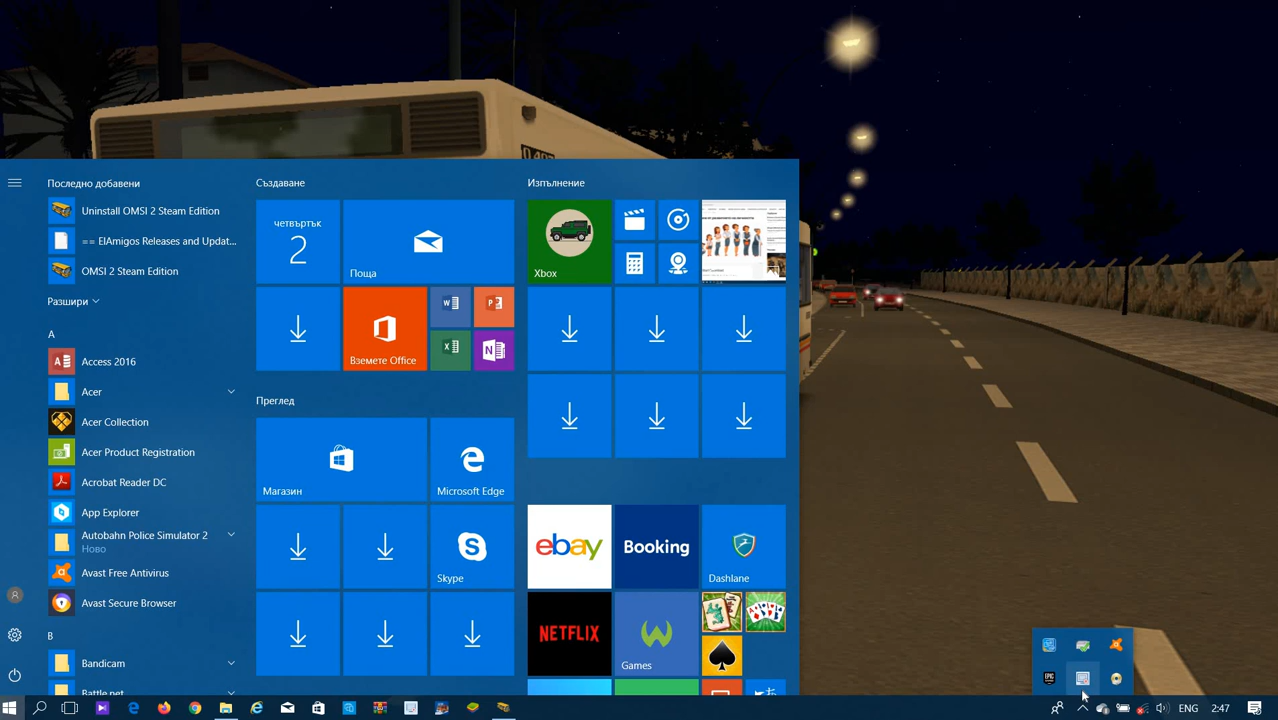 Последно добавени
Uninstall OMSI 2 Steam Edition
== ElAmigos Releases and Updat...
OMSI 2 Steam Edition
Разшири
A
Access 2016
Acer
Acer Collection
Acer Product Registration
Acrobat Reader DC
App Explorer
Autobahn Police Simulator 2
Ново
Avast Free Antivirus
Avast Secure Browser
B
Bandicam
Battle.net
Създаване
четвъртък
2
Поща
Вземете Office
Преглед
Магазин
Microsoft Edge
Skype
Изпълнение
Xbox
ebay
Booking
Dashlane
NETFLIX
Games
EPIC
ENG
2:47